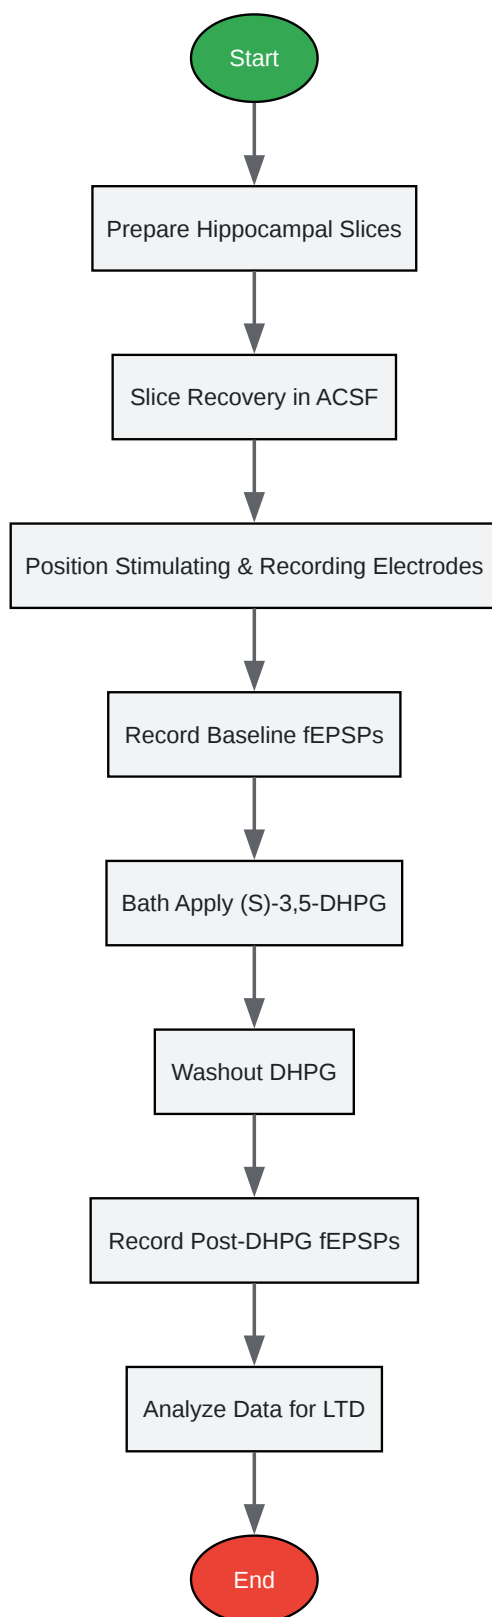 Start
Prepare Hippocampal Slices
Slice Recovery in ACSF
Position Stimulating & Recording Electrodes
Record Baseline fEPSPs
Bath Apply (S)-3,5-DHPG
Washout DHPG
Record Post-DHPG fEPSPs
Analyze Data for LTD
End